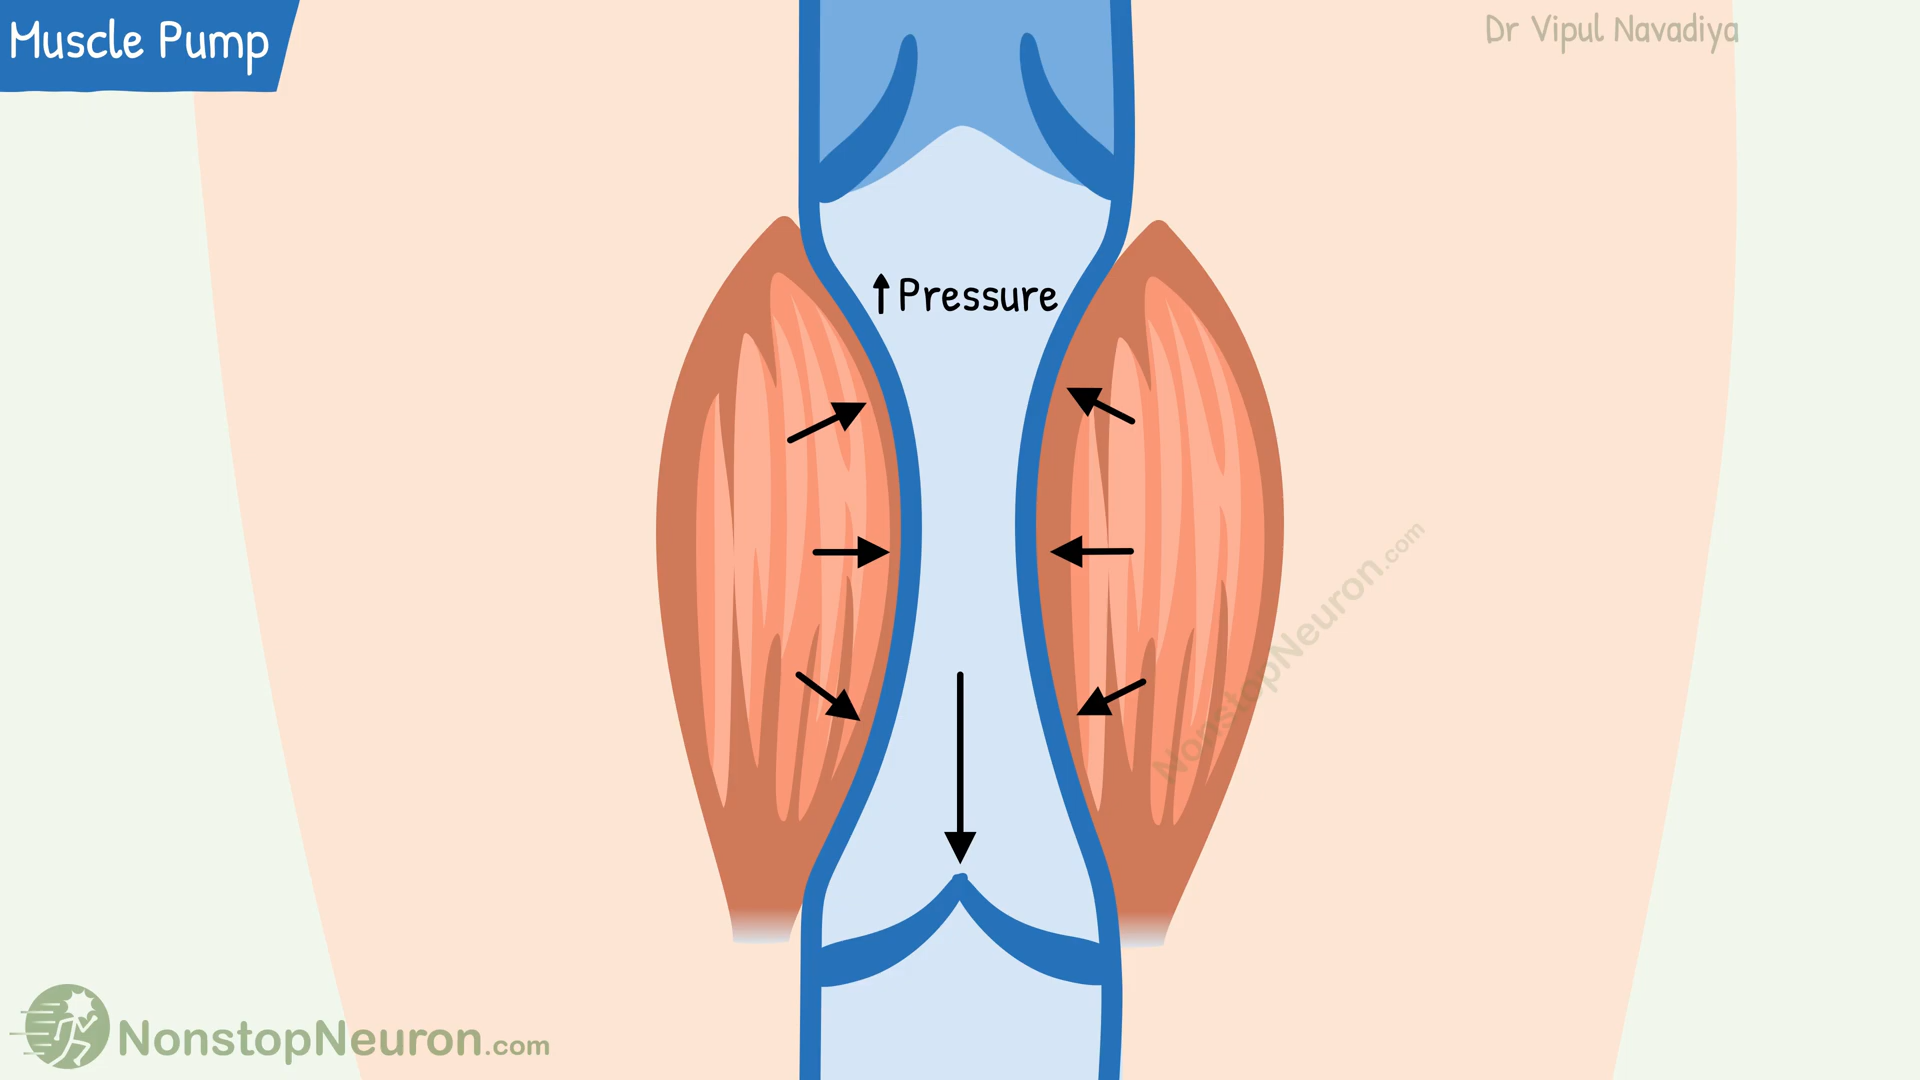 Muscle Pump
Dr Vipul Navadiya
↑ Pressure
NonstopNeuron.com
NonstopNeuron.com